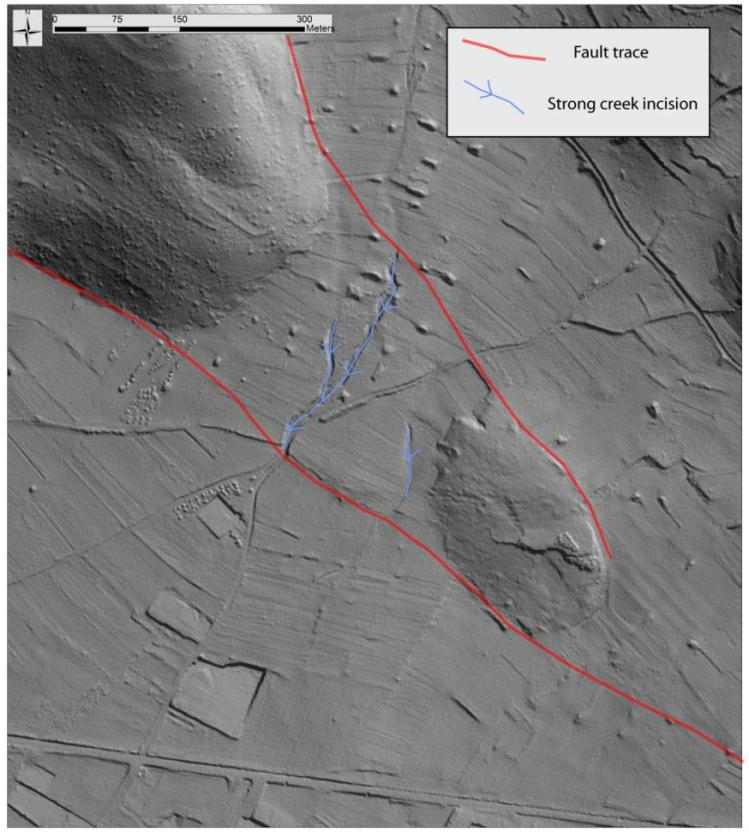 N
0 75 150 300
Meters
Fault trace
Strong creek incision